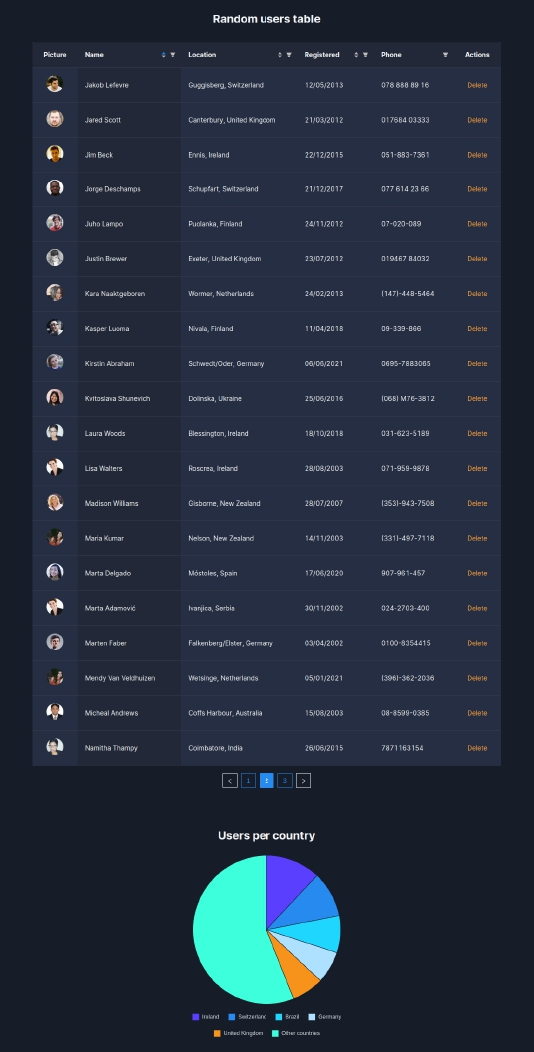 Random users table
Picture Name Location Registered Phone Actions
Jakob Lefevre Guggisberg, Switzerland 12/05/2013 078 888 89 16 Delete
Jared Scott Canterbury, United Kingdom 21/03/2012 017684 03333 Delete
Jim Beck Ennis, Ireland 22/12/2015 051-883-7361 Delete
Jorge Deschamps Schupfart, Switzerland 21/12/2017 077 614 23 66 Delete
Juho Lampo Puolanka, Finland 24/11/2012 07-020-089 Delete
Justin Brewer Exeter, United Kingdom 23/07/2012 019467 84032 Delete
Kara Naaktgeboren Wormer, Netherlands 24/02/2013 (147)-448-5464 Delete
Kasper Luoma Nivala, Finland 11/04/2018 09-339-866 Delete
Kirstin Abraham Schwedt/Oder, Germany 06/06/2021 0695-7883065 Delete
Kvitoslava Shunevich Dolinska, Ukraine 25/06/2016 (068) M76-3812 Delete
Laura Woods Blessington, Ireland 18/10/2018 031-623-5189 Delete
Lisa Walters Roscrea, Ireland 28/08/2003 071-959-9878 Delete
Madison Williams Gisborne, New Zealand 28/07/2007 (353)-943-7508 Delete
Maria Kumar Nelson, New Zealand 14/11/2003 (331)-497-7118 Delete
Marta Delgado Móstoles, Spain 17/06/2020 907-961-457 Delete
Marta Adamović Ivanjica, Serbia 30/11/2002 024-2703-400 Delete
Marten Faber Falkenberg/Elster, Germany 03/04/2002 0100-8354415 Delete
Mendy Van Veldhuizen Wetsinge, Netherlands 05/01/2021 (396)-362-2036 Delete
Micheal Andrews Coffs Harbour, Australia 15/08/2003 08-8599-0385 Delete
Namitha Thampy Coimbatore, India 26/06/2015 7871163154 Delete
< 1 2 3 >
Users per country
Ireland Switzerland Brazil Germany
United Kingdom Other countries